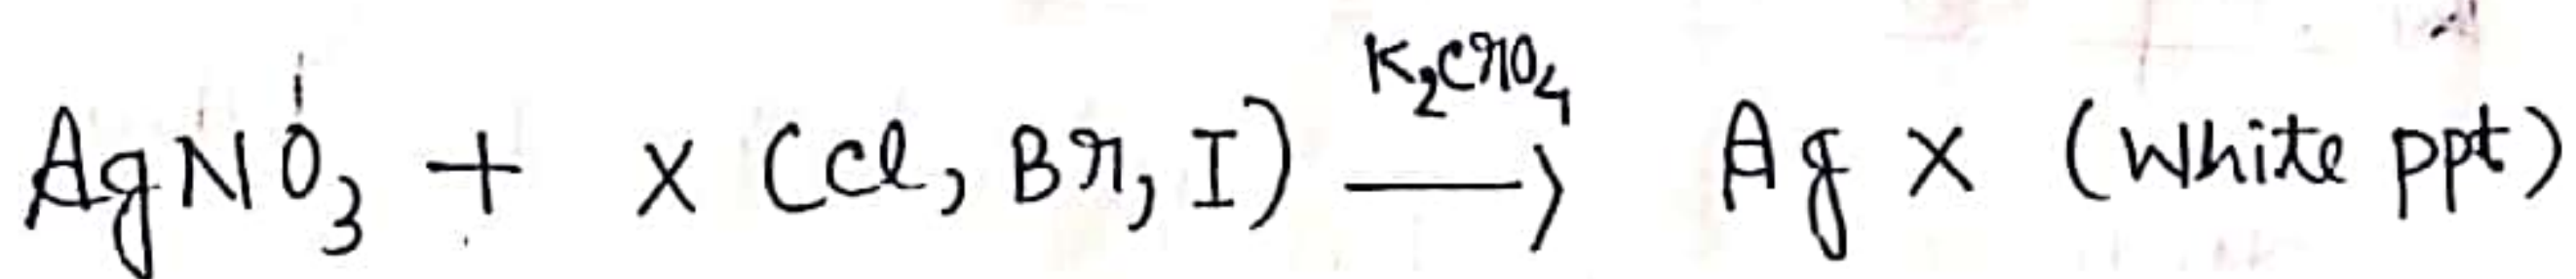 K₂CrO₄
AgNO₃ + X (Cl, Br, I) ⟶ AgX (White ppt)